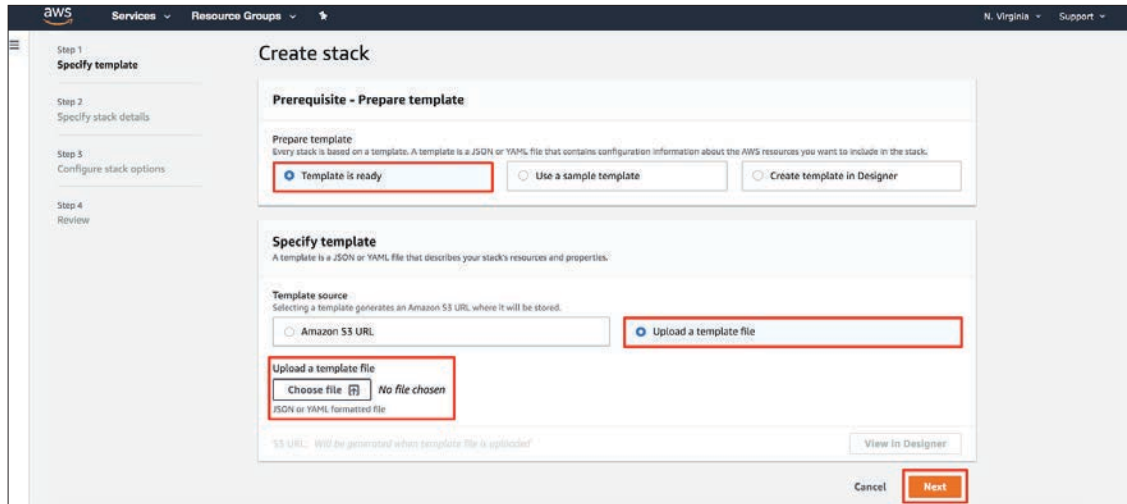 aws Services Resource Groups N. Virginia Support
Step 1
Specify template
Step 2
Specify stack details
Step 3
Configure stack options
Step 4
Review
Create stack
Prerequisite - Prepare template
Prepare template
Every stack is based on a template. A template is a JSON or YAML file that contains configuration information about the AWS resources you want to include in the stack.
Template is ready Use a sample template Create template in Designer
Specify template
A template is a JSON or YAML file that describes your stack's resources and properties.
Template source
Selecting a template generates an Amazon S3 URL where it will be stored.
Amazon S3 URL Upload a template file
Upload a template file
Choose file No file chosen
JSON or YAML formatted file
S3 URL: Will be generated when template file is uploaded View in Designer
Cancel Next